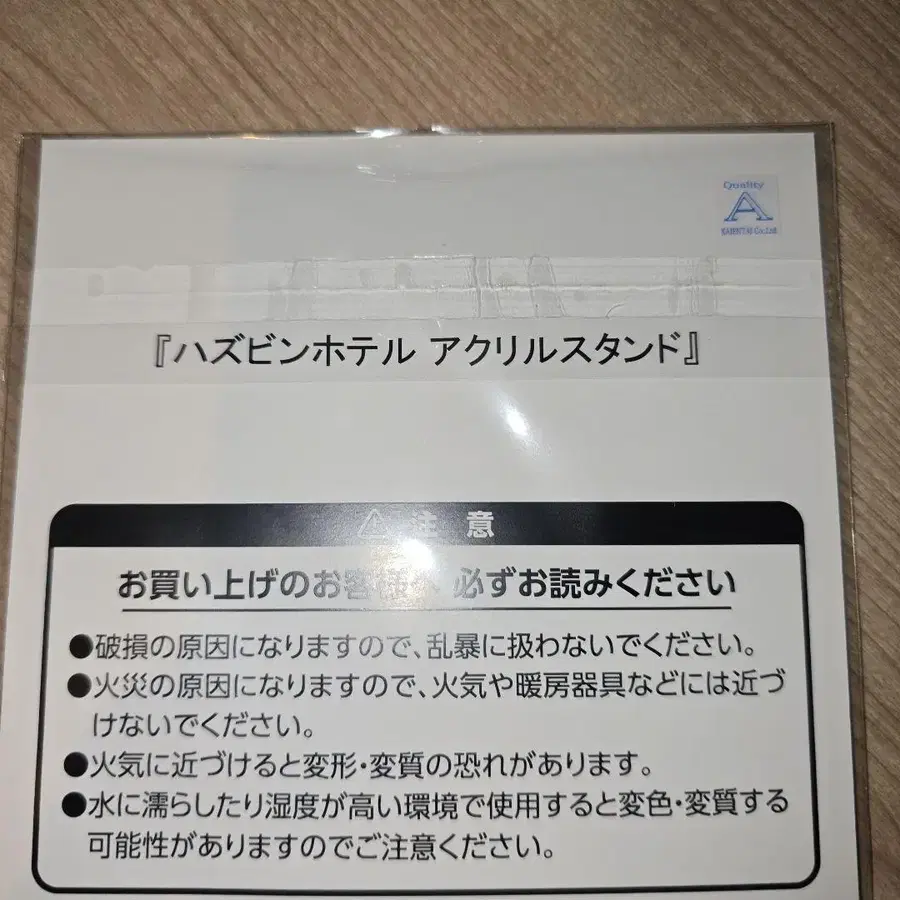 Quality
A
『ハズビンホテル アクリルスタンド』
⚠ 注 意
お買い上げのお客様へ 必ずお読みください
●破損の原因になりますので、乱暴に扱わないでください。
●火災の原因になりますので、火気や暖房器具などには近づ
けないでください。
●火気に近づけると変形・変質の恐れがあります。
●水に濡らしたり湿度が高い環境で使用すると変色・変質する
可能性がありますのでご注意ください。